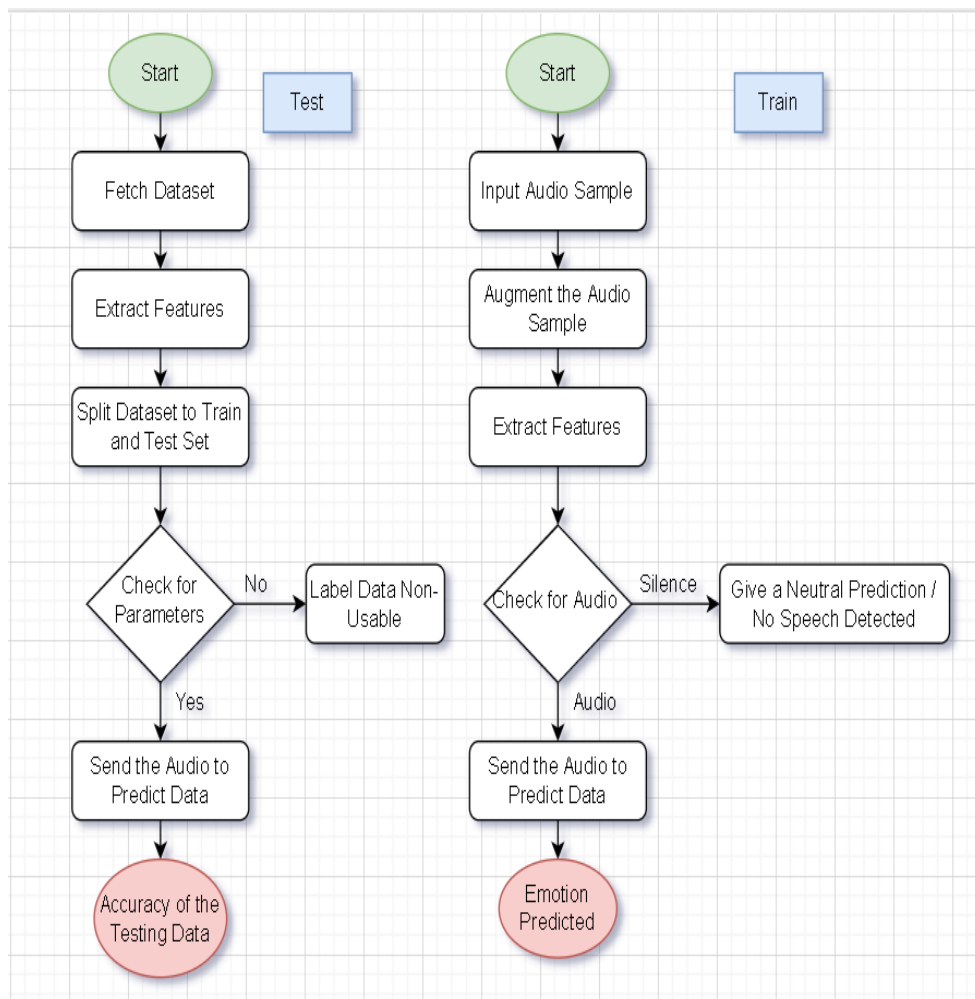 Start
Test
Fetch Dataset
Extract Features
Split Dataset to Train
and Test Set
Check for
Parameters
No
Label Data Non-
Usable
Yes
Send the Audio to
Predict Data
Accuracy of the
Testing Data
Start
Train
Input Audio Sample
Augment the Audio
Sample
Extract Features
Check for Audio
Silence
Give a Neutral Prediction /
No Speech Detected
Audio
Send the Audio to
Predict Data
Emotion
Predicted